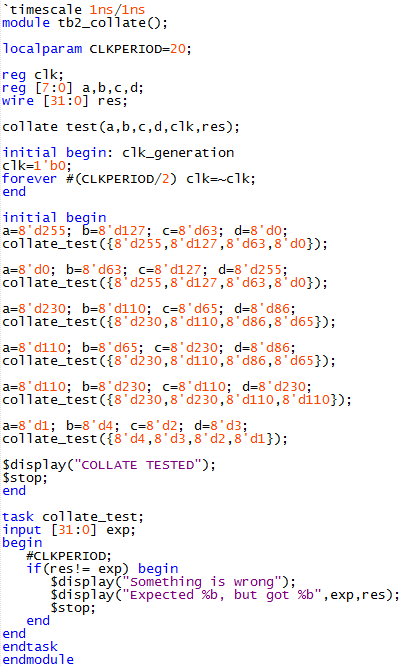 `timescale 1ns/1ns
module tb2_collate();

localparam CLKPERIOD=20;

reg clk;
reg [7:0] a,b,c,d;
wire [31:0] res;

collate test(a,b,c,d,clk,res);

initial begin: clk_generation
clk=1'b0;
forever #(CLKPERIOD/2) clk=~clk;
end

initial begin
a=8'd255; b=8'd127; c=8'd63; d=8'd0;
collate_test({8'd255,8'd127,8'd63,8'd0});

a=8'd0; b=8'd63; c=8'd127; d=8'd255;
collate_test({8'd255,8'd127,8'd63,8'd0});

a=8'd230; b=8'd110; c=8'd65; d=8'd86;
collate_test({8'd230,8'd110,8'd86,8'd65});

a=8'd110; b=8'd65; c=8'd230; d=8'd86;
collate_test({8'd230,8'd110,8'd86,8'd65});

a=8'd110; b=8'd230; c=8'd110; d=8'd230;
collate_test({8'd230,8'd230,8'd110,8'd110});

a=8'd1; b=8'd4; c=8'd2; d=8'd3;
collate_test({8'd4,8'd3,8'd2,8'd1});

$display("COLLATE TESTED");
$stop;
end

task collate_test;
input [31:0] exp;
begin
   #CLKPERIOD;
   if(res!= exp) begin
      $display("Something is wrong");
      $display("Expected %b, but got %b",exp,res);
      $stop;
   end
end
endtask
endmodule